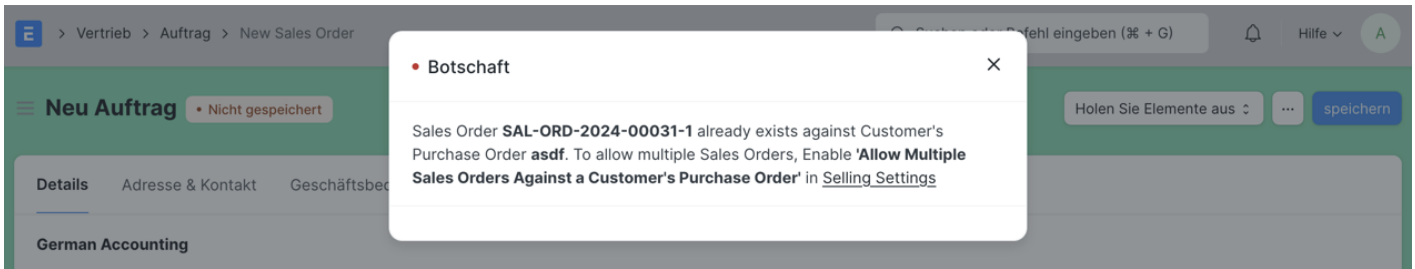 E > Vertrieb > Auftrag > New Sales Order
Hilfe
A
• Botschaft
Neu Auftrag • Nicht gespeichert
Holen Sie Elemente aus
...
speichern
Sales Order SAL-ORD-2024-00031-1 already exists against Customer's
Purchase Order asdf. To allow multiple Sales Orders, Enable 'Allow Multiple
Sales Orders Against a Customer's Purchase Order' in Selling Settings
Details Adresse & Kontakt
German Accounting